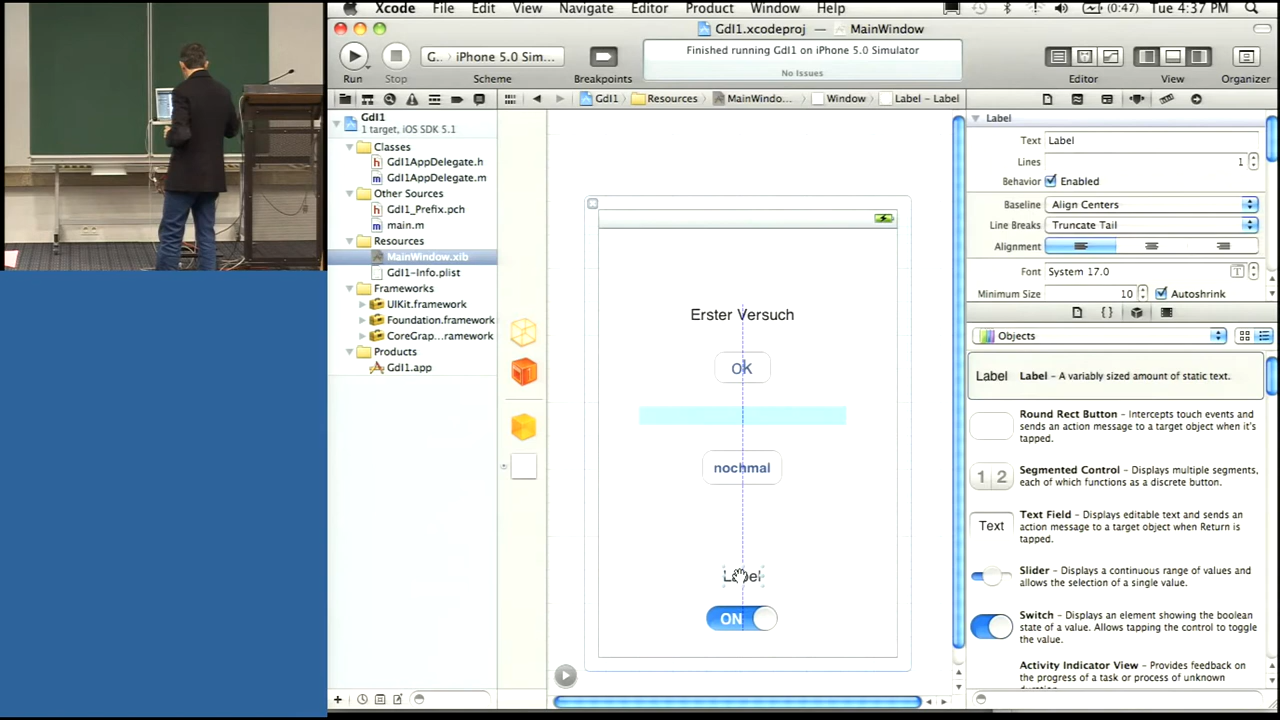 Xcode File Edit View Navigate Editor Product Window Help (0:47) Tue 4:37 PM
GdI1.xcodeproj — MainWindow
Run Stop G.. iPhone 5.0 Sim... Scheme Breakpoints
Finished running GdI1 on iPhone 5.0 Simulator
No Issues
Editor View Organizer
GdI1 Resources MainWindo... Window Label – Label
GdI1
1 target, iOS SDK 5.1
Classes
GdI1AppDelegate.h
GdI1AppDelegate.m
Other Sources
GdI1_Prefix.pch
main.m
Resources
MainWindow.xib
GdI1-Info.plist
Frameworks
UIKit.framework
Foundation.framework
CoreGrap...framework
Products
GdI1.app
Erster Versuch
OK
nochmal
Label
ON
Label
Text Label
Lines 1
Behavior Enabled
Baseline Align Centers
Line Breaks Truncate Tail
Alignment
Font System 17.0
Minimum Size 10 Autoshrink
Objects
Label Label – A variably sized amount of static text.
Round Rect Button – Intercepts touch events and
sends an action message to a target object when it's
tapped.
1 2 Segmented Control – Displays multiple segments,
each of which functions as a discrete button.
Text Text Field – Displays editable text and sends an
action message to a target object when Return is
tapped.
Slider – Displays a continuous range of values and
allows the selection of a single value.
Switch – Displays an element showing the boolean
state of a value. Allows tapping the control to toggle
the value.
Activity Indicator View – Provides feedback on
the progress of a task or process of unknown